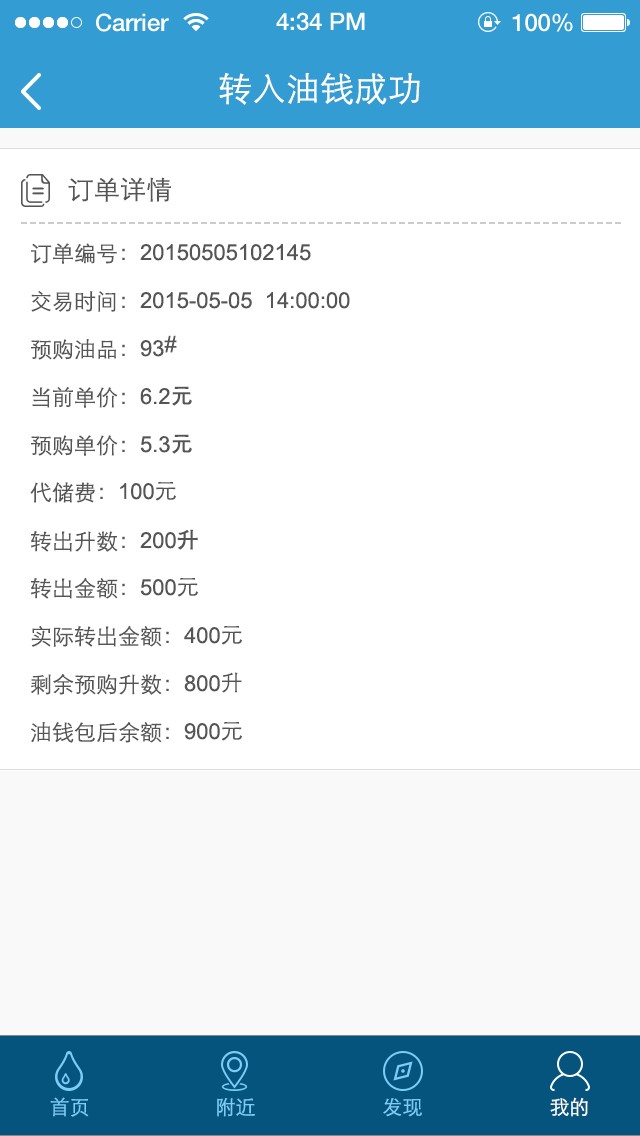 Carrier 4:34 PM 100%
转入油钱成功
订单详情
订单编号：20150505102145
交易时间：2015-05-05 14:00:00
预购油品：93#
当前单价：6.2元
预购单价：5.3元
代储费：100元
转出升数：200升
转出金额：500元
实际转出金额：400元
剩余预购升数：800升
油钱包后余额：900元
首页 附近 发现 我的